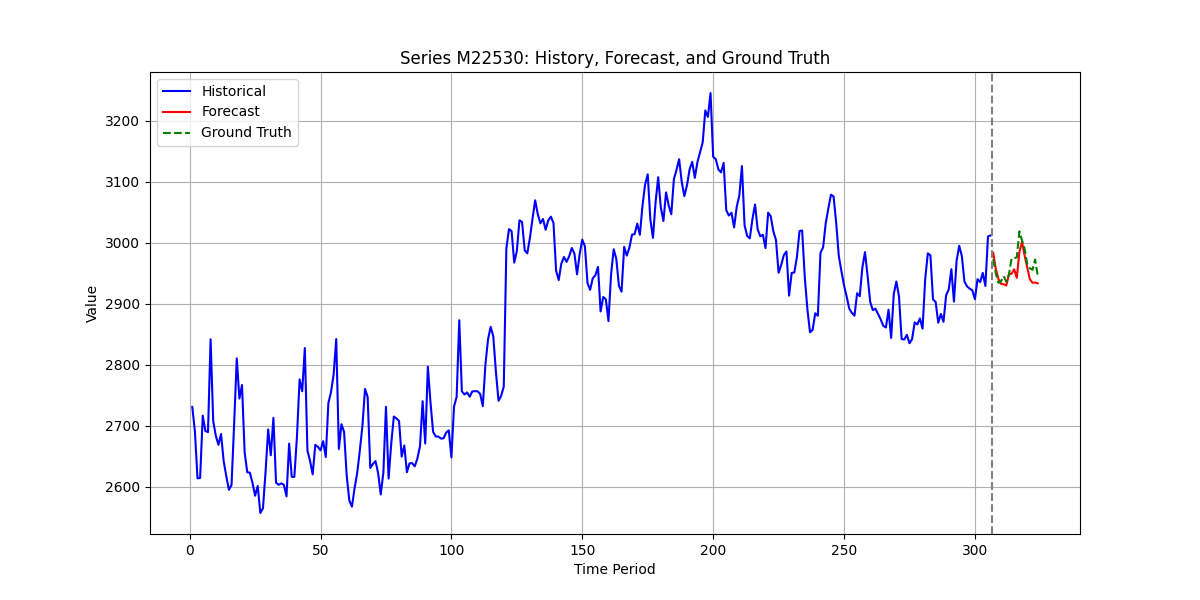 Series M22530: History, Forecast, and Ground Truth
Historical
Forecast
Ground Truth
3200
3100
3000
2900
2800
2700
2600
Value
0 50 100 150 200 250 300
Time Period